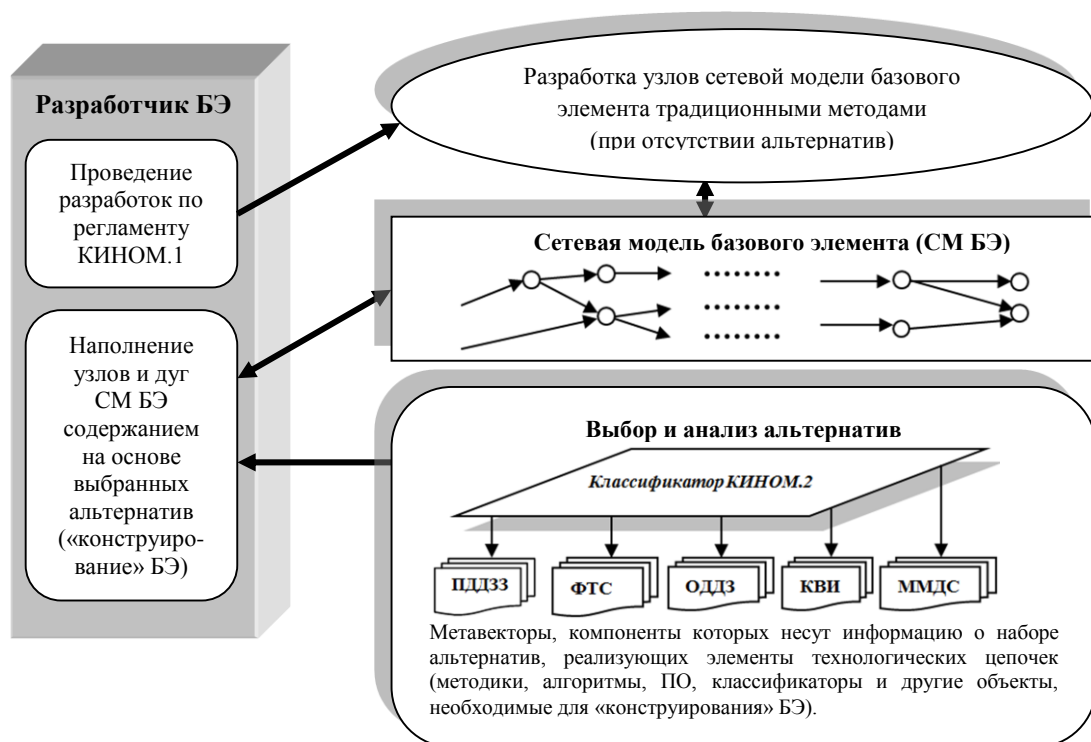 Разработчик БЭ
Проведение
разработок по
регламенту
КИНОМ.1
Наполнение
узлов и дуг
СМ БЭ
содержанием
на основе
выбранных
альтернатив
(«конструиро-
вание» БЭ)
Разработка узлов сетевой модели базового
элемента традиционными методами
(при отсутствии альтернатив)
Сетевая модель базового элемента (СМ БЭ)
Выбор и анализ альтернатив
Классификатор КИНОМ.2
ПДДЗЗ
ФТС
ОДДЗ
КВИ
ММДС
Метавекторы, компоненты которых несут информацию о наборе
альтернатив, реализующих элементы технологических цепочек
(методики, алгоритмы, ПО, классификаторы и другие объекты,
необходимые для «конструирования» БЭ).